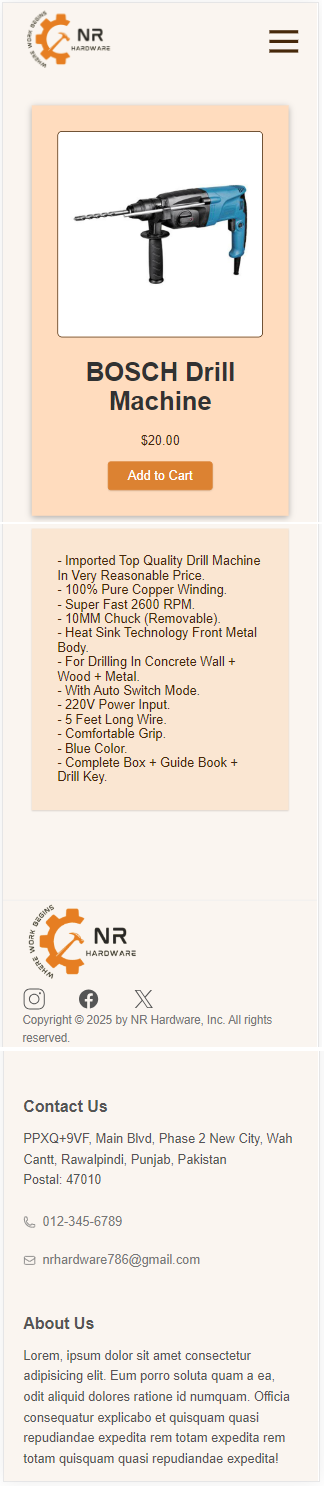 WHERE WORK BEGINS
NR
HARDWARE
BOSCH Drill
Machine
$20.00
Add to Cart
- Imported Top Quality Drill Machine
In Very Reasonable Price.
- 100% Pure Copper Winding.
- Super Fast 2600 RPM.
- 10MM Chuck (Removable).
- Heat Sink Technology Front Metal
Body.
- For Drilling In Concrete Wall +
Wood + Metal.
- With Auto Switch Mode.
- 220V Power Input.
- 5 Feet Long Wire.
- Comfortable Grip.
- Blue Color.
- Complete Box + Guide Book +
Drill Key.
WHERE WORK BEGINS
NR
HARDWARE
Copyright © 2025 by NR Hardware, Inc. All rights
reserved.
Contact Us
PPXQ+9VF, Main Blvd, Phase 2 New City, Wah
Cantt, Rawalpindi, Punjab, Pakistan
Postal: 47010
012-345-6789
nrhardware786@gmail.com
About Us
Lorem, ipsum dolor sit amet consectetur
adipisicing elit. Eum porro soluta quam a ea,
odit aliquid dolores ratione id numquam. Officia
consequatur explicabo et quisquam quasi
repudiandae expedita rem totam expedita rem
totam quisquam quasi repudiandae expedita!